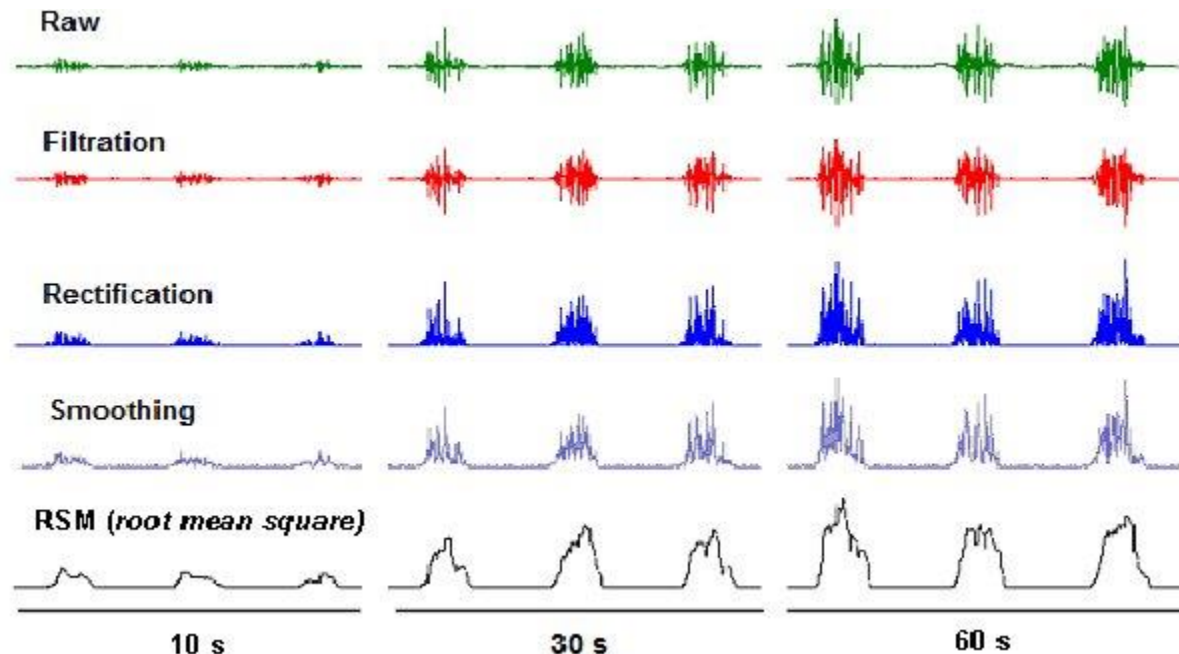 Raw
Filtration
Rectification
Smoothing
RSM (root mean square)
10 s
30 s
60 s